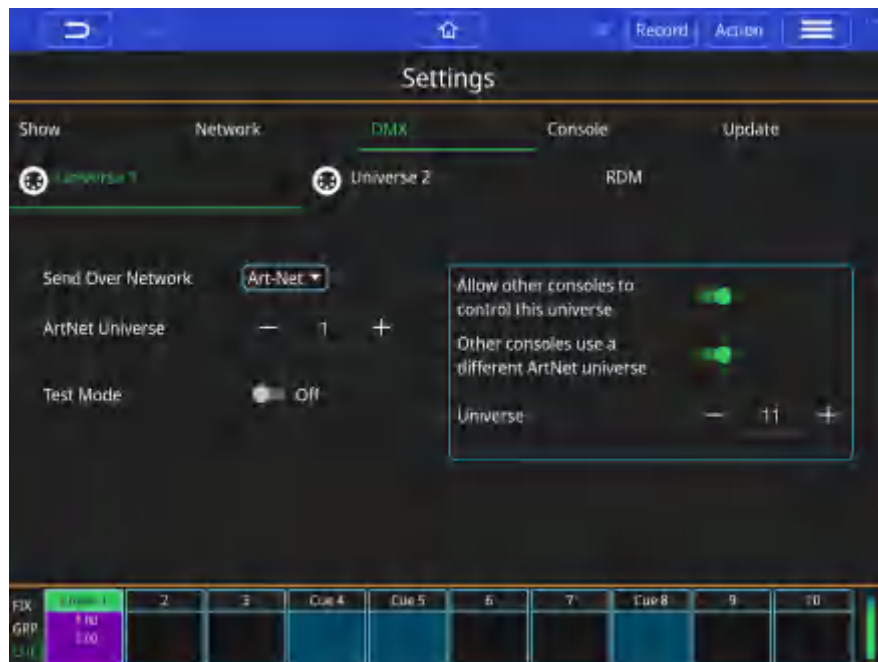 Record Action
Settings
Show Network DMX Console Update
Universe 1 Universe 2 RDM
Send Over Network Art-Net
Allow other consoles to
control this universe
ArtNet Universe 1
Other consoles use a
different ArtNet universe
Test Mode Off
Universe 11
FIX 2 3 Cue 4 Cue 5 6 7 Cue 8 9 10
GRP